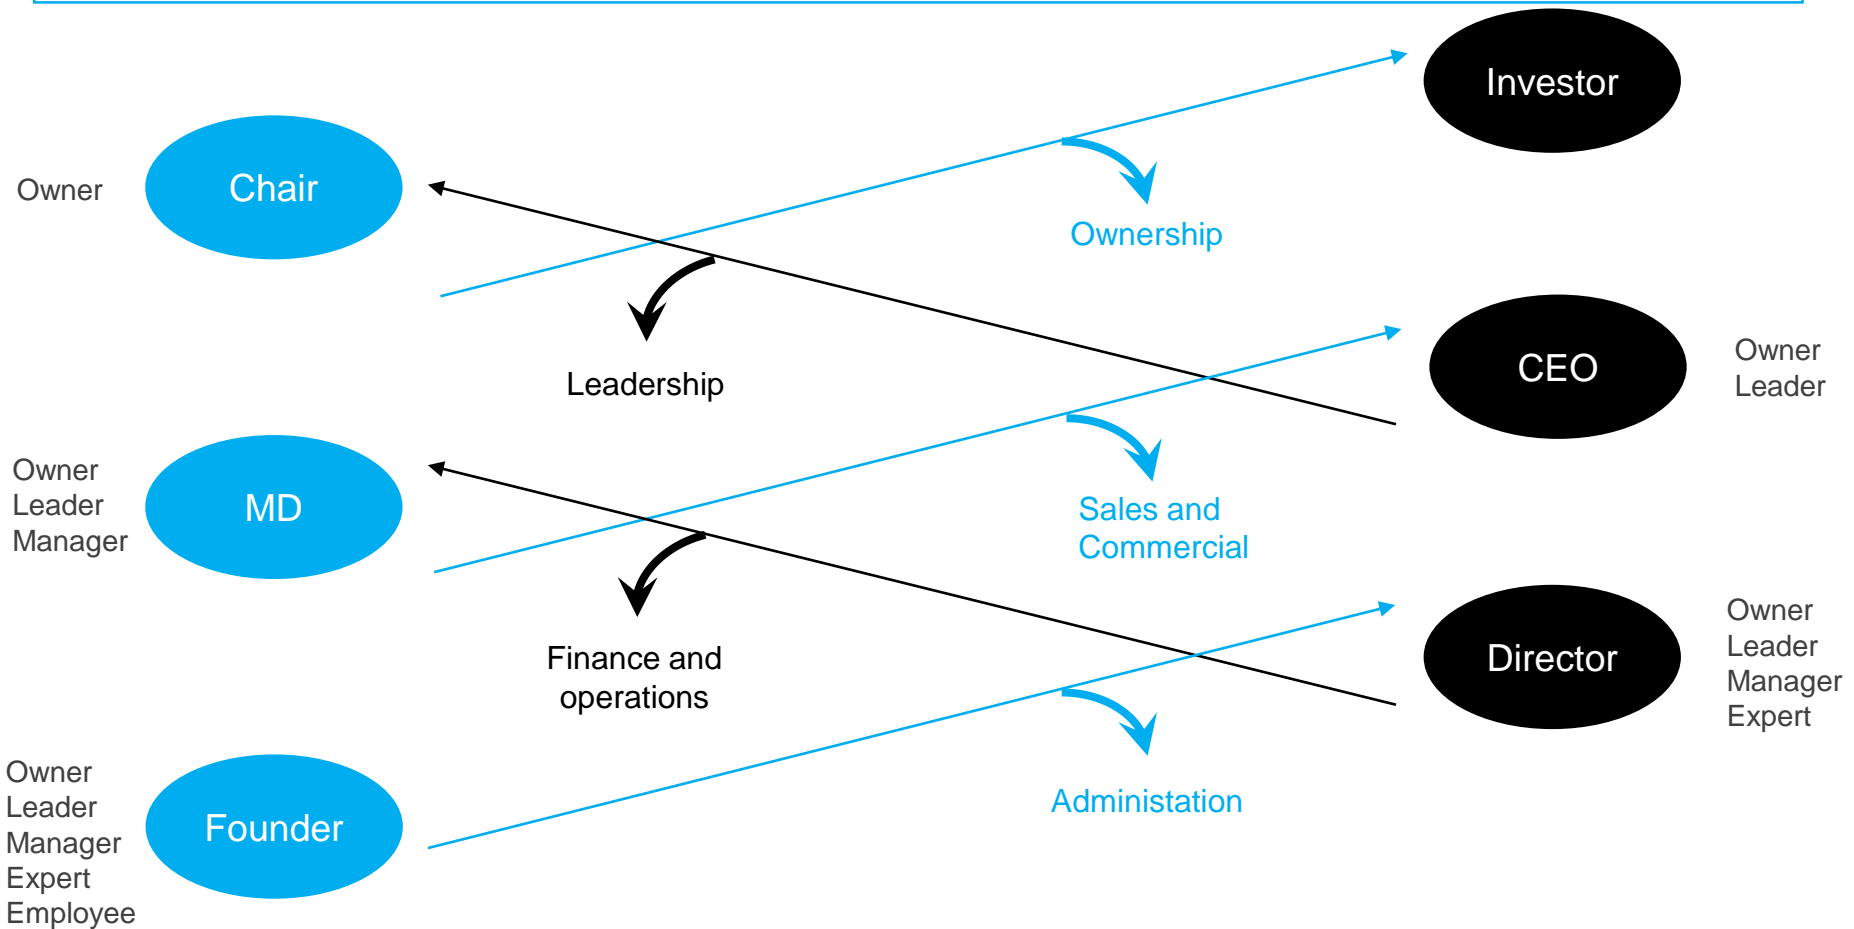 Investor
Owner
Chair
Ownership
Leadership
CEO
Owner
Leader
Owner
Leader
Manager
MD
Sales and
Commercial
Finance and
operations
Director
Owner
Leader
Manager
Expert
Owner
Leader
Manager
Expert
Employee
Founder
Administation